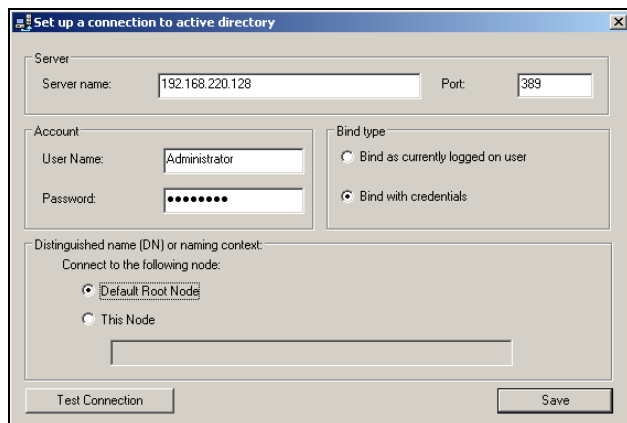 Set up a connection to active directory
Server
Server name: 192.168.220.128 Port: 389
Account
User Name: Administrator
Password: ●●●●●●●●
Bind type
Bind as currently logged on user
Bind with credentials
Distinguished name (DN) or naming context:
Connect to the following node:
Default Root Node
This Node
Test Connection Save